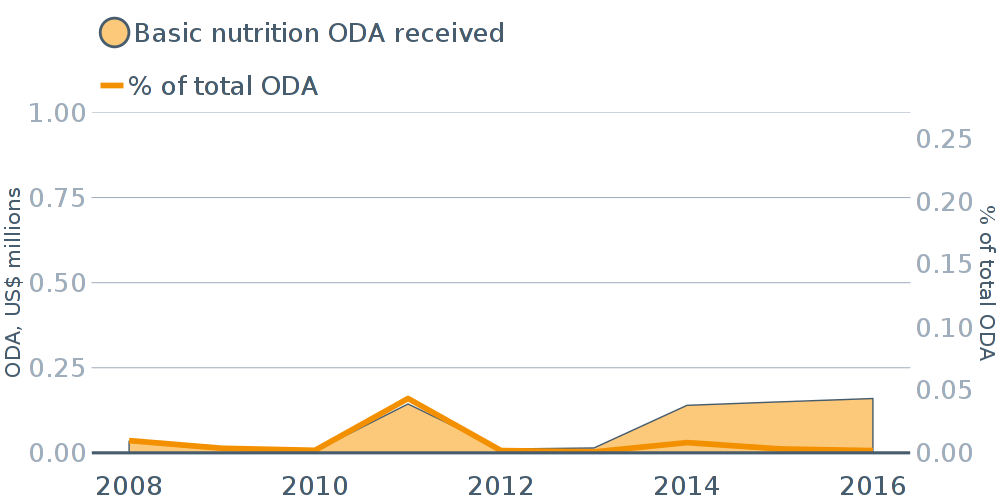 Basic nutrition ODA received
% of total ODA
1.00
0.75
0.50
0.25
0.00
ODA, US$ millions
0.25
0.20
0.15
0.10
0.05
0.00
% of total ODA
2008 2010 2012 2014 2016